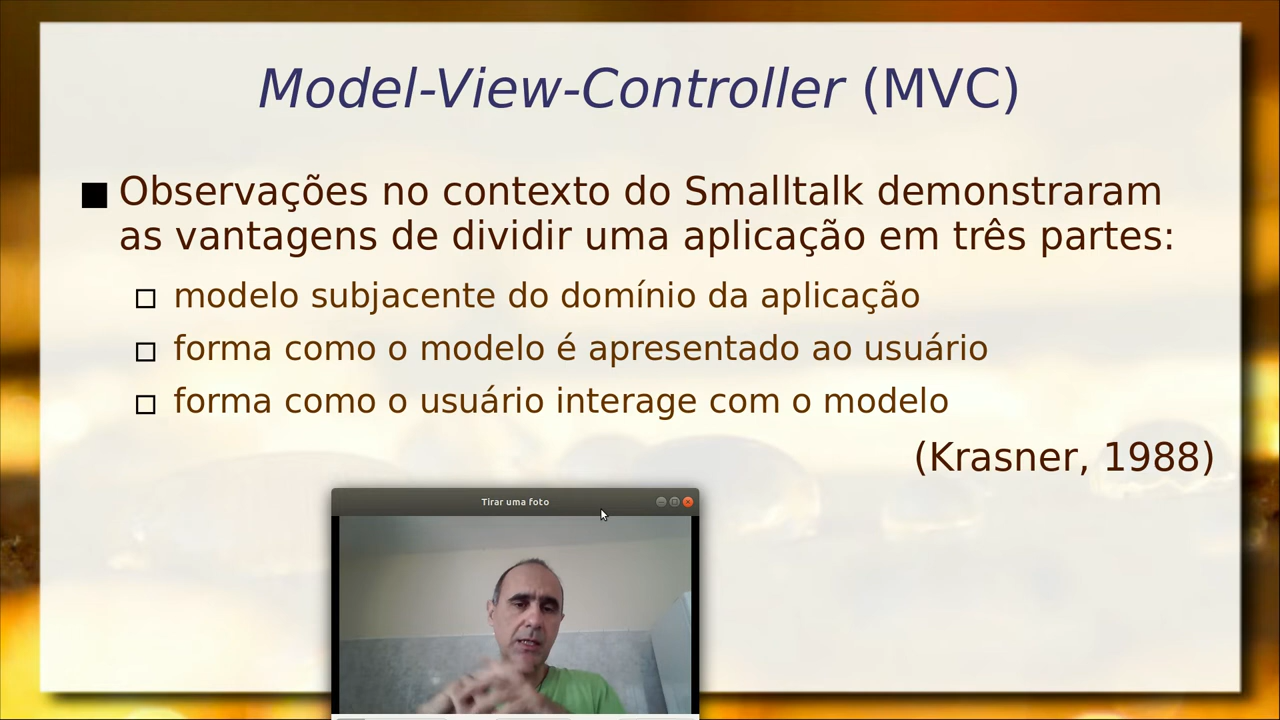 Model-View-Controller (MVC)
Observações no contexto do Smalltalk demonstraram
as vantagens de dividir uma aplicação em três partes:
modelo subjacente do domínio da aplicação
forma como o modelo é apresentado ao usuário
forma como o usuário interage com o modelo
(Krasner, 1988)
Tirar uma foto